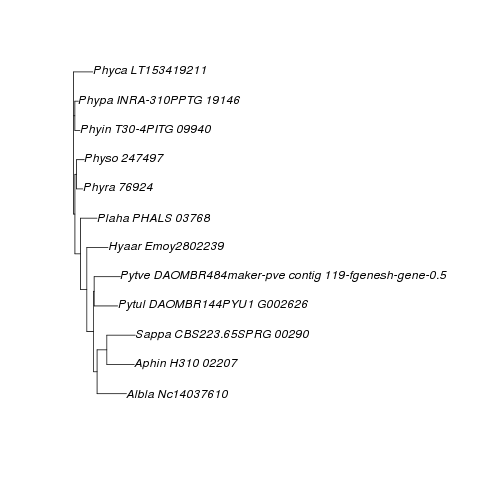 Phyca LT153419211
Phypa INRA-310PPTG 19146
Phyin T30-4PITG 09940
Physo 247497
Phyra 76924
Plaha PHALS 03768
Hyaar Emoy2802239
Pytve DAOMBR484maker-pve contig 119-fgenesh-gene-0.5
Pytul DAOMBR144PYU1 G002626
Sappa CBS223.65SPRG 00290
Aphin H310 02207
Albla Nc14037610